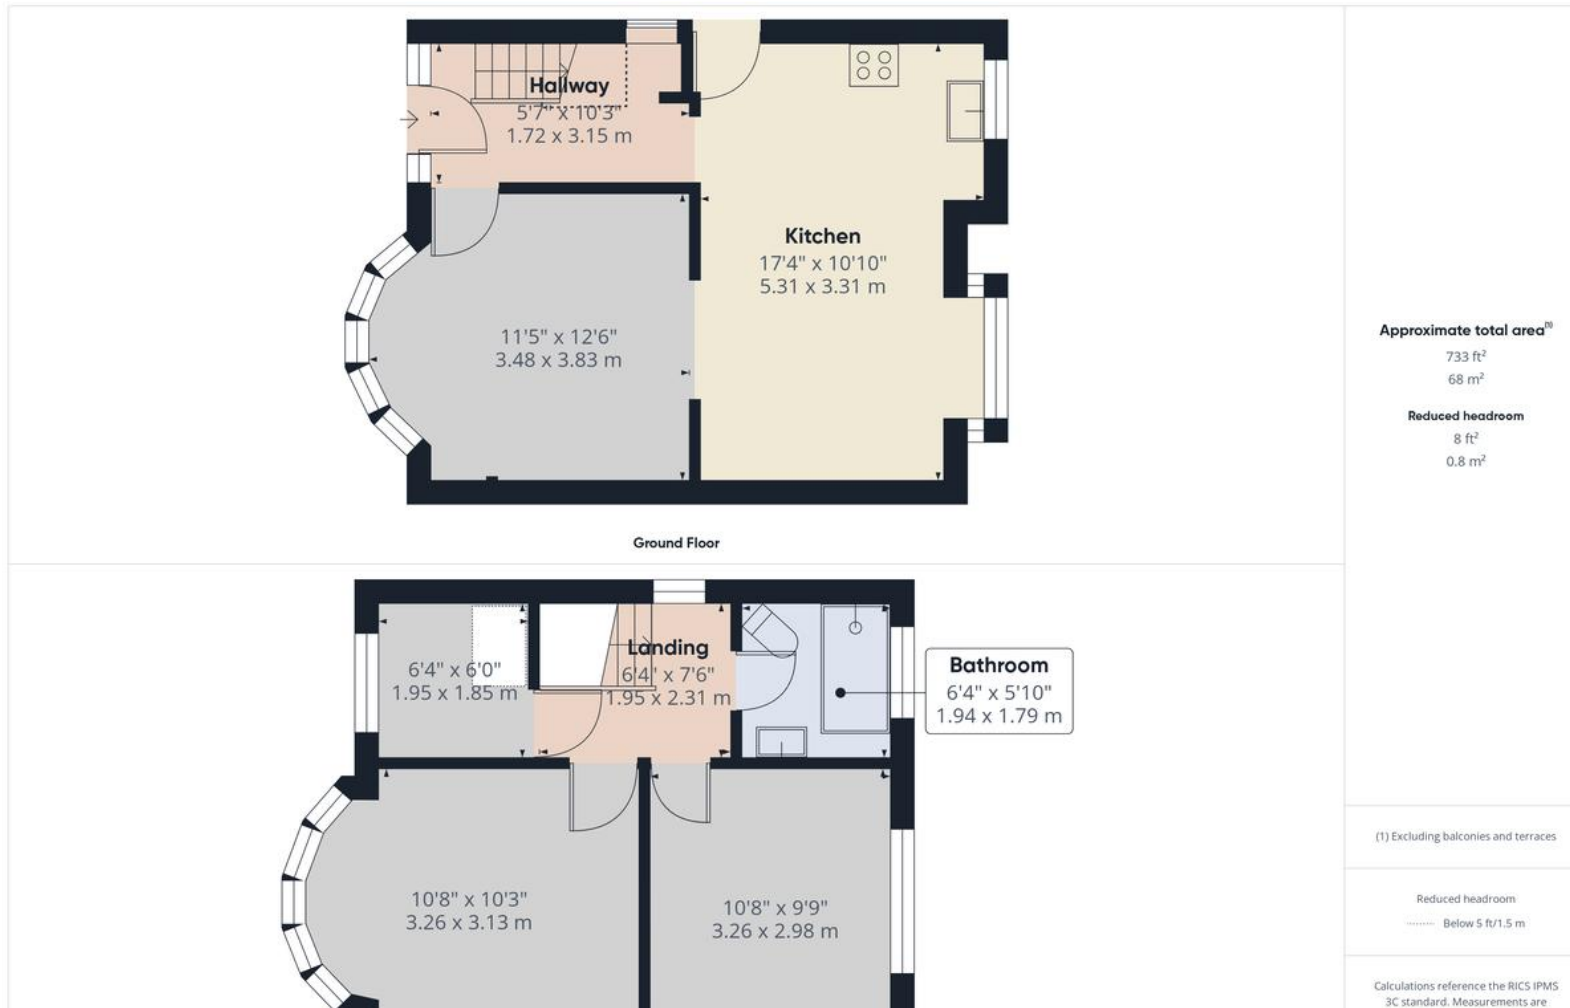 Hallway
5'7" x 10'3"
1.72 x 3.15 m
Kitchen
17'4" x 10'10"
5.31 x 3.31 m
11'5" x 12'6"
3.48 x 3.83 m
Ground Floor
Approximate total area(1)
733 ft²
68 m²
Reduced headroom
8 ft²
0.8 m²
6'4" x 6'0"
1.95 x 1.85 m
Landing
6'4" x 7'6"
1.95 x 2.31 m
Bathroom
6'4" x 5'10"
1.94 x 1.79 m
10'8" x 10'3"
3.26 x 3.13 m
10'8" x 9'9"
3.26 x 2.98 m
(1) Excluding balconies and terraces
Reduced headroom
Below 5 ft/1.5 m
Calculations reference the RICS IPMS
3C standard. Measurements are